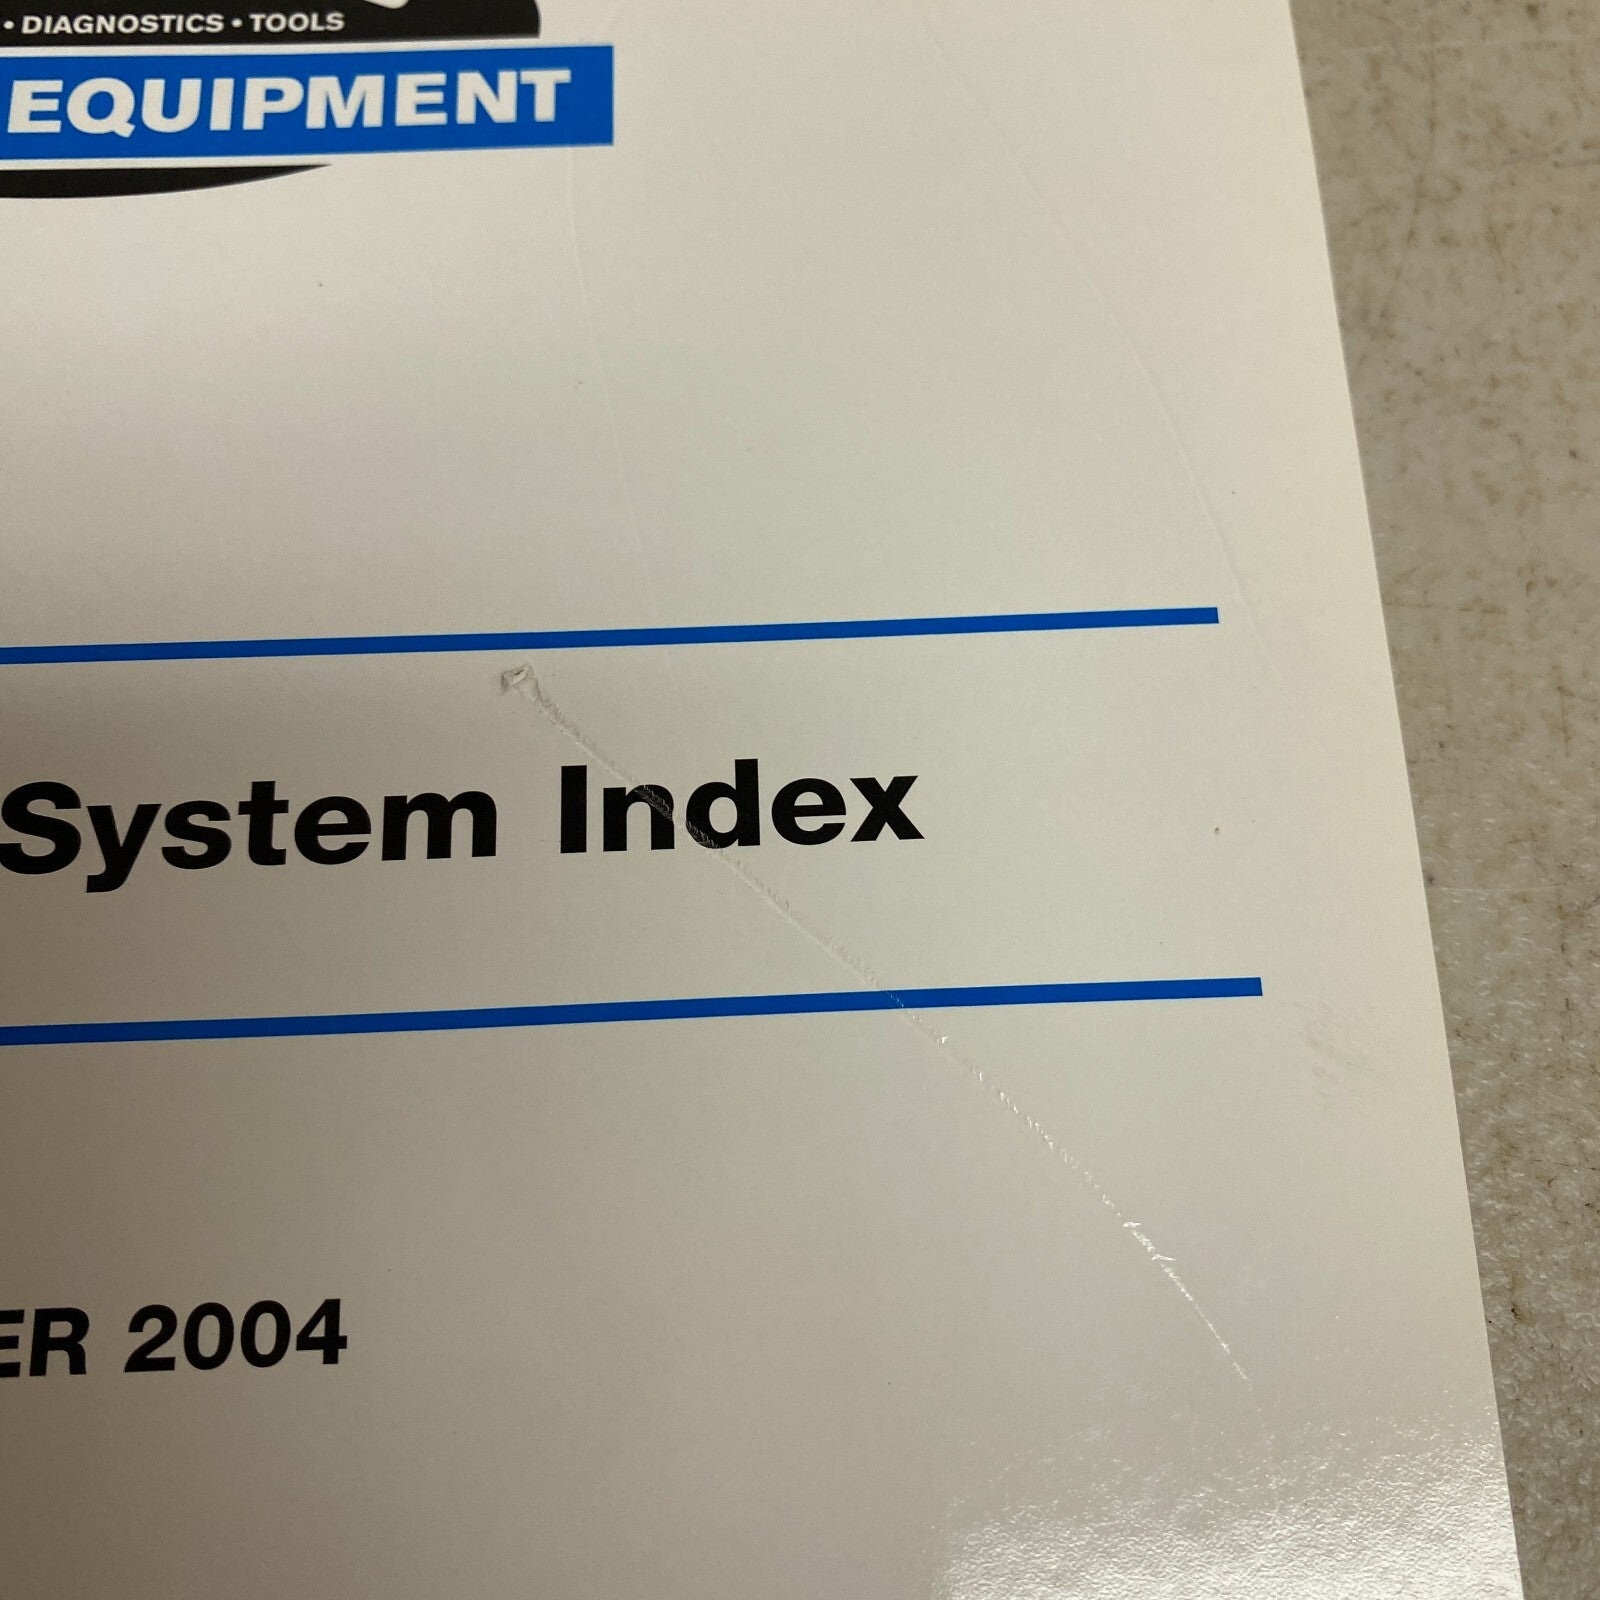 • DIAGNOSTICS • TOOLS
EQUIPMENT
System Index
ER 2004